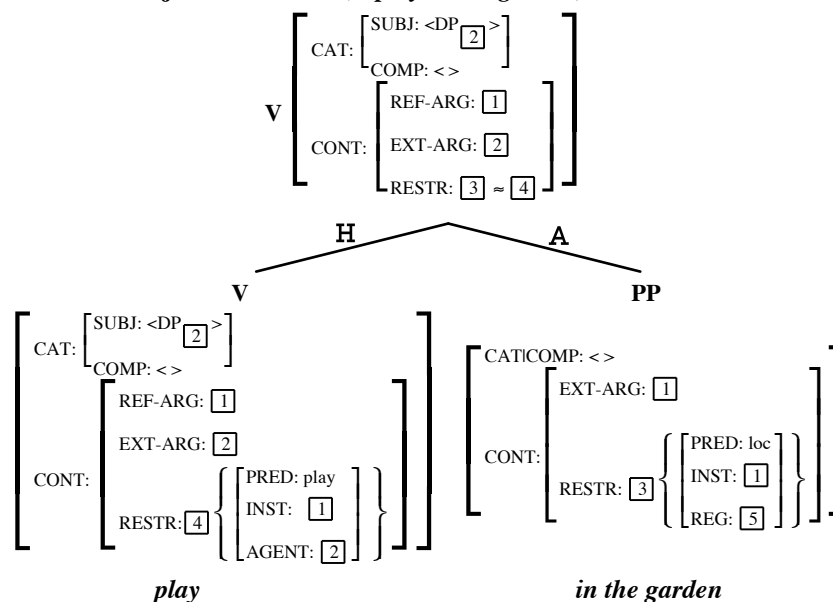 V
CAT: SUBJ: <DP 2 >
COMP: < >
CONT: REF-ARG: 1
EXT-ARG: 2
RESTR: 3 ≈ 4
H A
V PP
CAT: SUBJ: <DP 2 >
COMP: < >
CONT: REF-ARG: 1
EXT-ARG: 2
RESTR: 4 { PRED: play
INST: 1
AGENT: 2 }
CAT|COMP: < >
CONT: EXT-ARG: 1
RESTR: 3 { PRED: loc
INST: 1
REG: 5 }
play in the garden